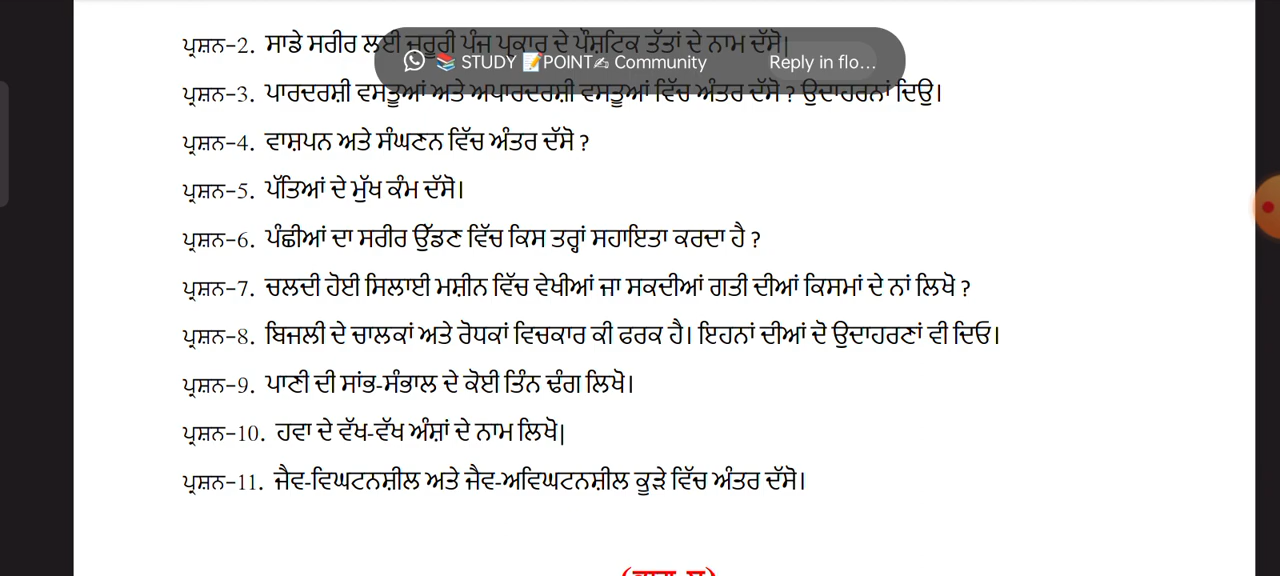 ਪ੍ਰਸ਼ਨ-2. ਸਾਡੇ ਸਰੀਰ ਲਈ ਜ਼ਰੂਰੀ ਪੰਜ ਪ੍ਰਕਾਰ ਦੇ ਪੌਸ਼ਟਿਕ ਤੱਤਾਂ ਦੇ ਨਾਮ ਦੱਸੋ।
📚 STUDY 📝POINT✍ Community Reply in flo...
ਪ੍ਰਸ਼ਨ-3. ਪਾਰਦਰਸ਼ੀ ਵਸਤੂਆਂ ਅਤੇ ਅਪਾਰਦਰਸ਼ੀ ਵਸਤੂਆਂ ਵਿੱਚ ਅੰਤਰ ਦੱਸੋ ? ਉਦਾਹਰਨਾਂ ਦਿਉ।
ਪ੍ਰਸ਼ਨ-4. ਵਾਸ਼ਪਨ ਅਤੇ ਸੰਘਣਨ ਵਿੱਚ ਅੰਤਰ ਦੱਸੋ ?
ਪ੍ਰਸ਼ਨ-5. ਪੱਤਿਆਂ ਦੇ ਮੁੱਖ ਕੰਮ ਦੱਸੋ।
ਪ੍ਰਸ਼ਨ-6. ਪੰਛੀਆਂ ਦਾ ਸਰੀਰ ਉੱਡਣ ਵਿੱਚ ਕਿਸ ਤਰ੍ਹਾਂ ਸਹਾਇਤਾ ਕਰਦਾ ਹੈ ?
ਪ੍ਰਸ਼ਨ-7. ਚਲਦੀ ਹੋਈ ਸਿਲਾਈ ਮਸ਼ੀਨ ਵਿੱਚ ਵੇਖੀਆਂ ਜਾ ਸਕਦੀਆਂ ਗਤੀ ਦੀਆਂ ਕਿਸਮਾਂ ਦੇ ਨਾਂ ਲਿਖੋ ?
ਪ੍ਰਸ਼ਨ-8. ਬਿਜਲੀ ਦੇ ਚਾਲਕਾਂ ਅਤੇ ਰੋਧਕਾਂ ਵਿਚਕਾਰ ਕੀ ਫਰਕ ਹੈ। ਇਹਨਾਂ ਦੀਆਂ ਦੋ ਉਦਾਹਰਣਾਂ ਵੀ ਦਿਓ।
ਪ੍ਰਸ਼ਨ-9. ਪਾਣੀ ਦੀ ਸਾਂਭ-ਸੰਭਾਲ ਦੇ ਕੋਈ ਤਿੰਨ ਢੰਗ ਲਿਖੋ।
ਪ੍ਰਸ਼ਨ-10. ਹਵਾ ਦੇ ਵੱਖ-ਵੱਖ ਅੰਸ਼ਾਂ ਦੇ ਨਾਮ ਲਿਖੋ|
ਪ੍ਰਸ਼ਨ-11. ਜੈਵ-ਵਿਘਟਨਸ਼ੀਲ ਅਤੇ ਜੈਵ-ਅਵਿਘਟਨਸ਼ੀਲ ਕੂੜੇ ਵਿੱਚ ਅੰਤਰ ਦੱਸੋ।